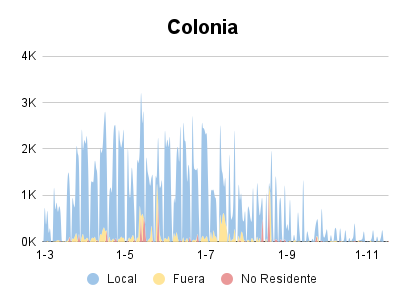 Colonia
4K
3K
2K
1K
0K
1-3 1-5 1-7 1-9 1-11
Local Fuera No Residente